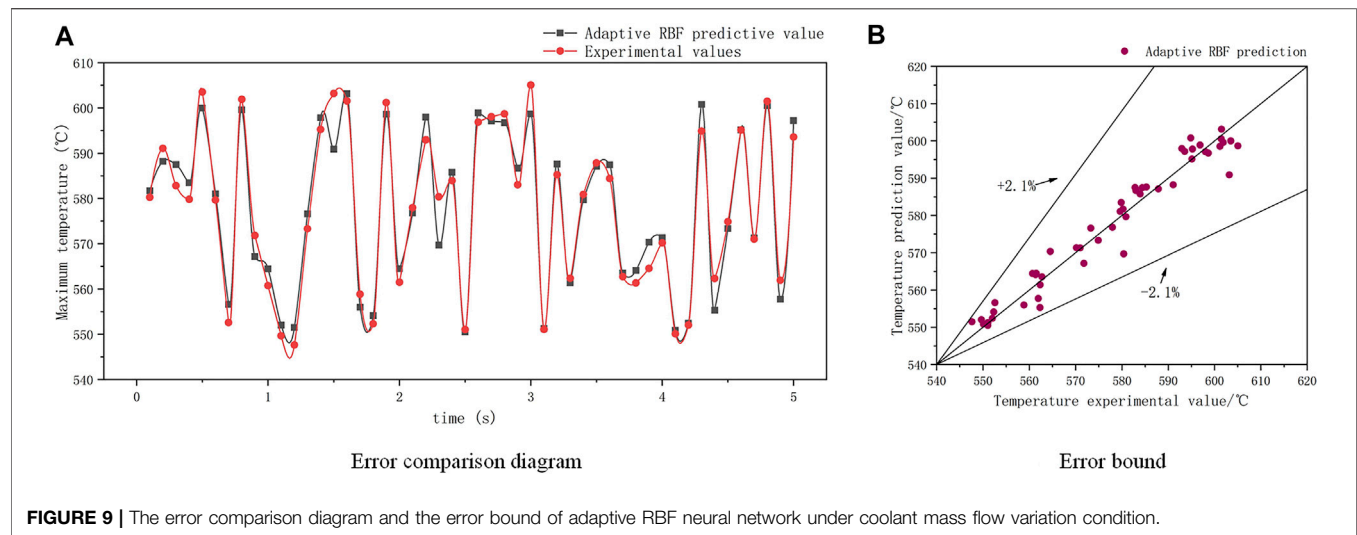 A
Adaptive RBF predictive value
Experimental values
Maximum temperature (℃)
610
600
590
580
570
560
550
540
0
1
2
3
4
5
time (s)
Error comparison diagram
B
Adaptive RBF prediction
Temperature prediction value/℃
620
610
600
590
580
570
560
550
540
+2.1%
−2.1%
540
550
560
570
580
590
600
610
620
Temperature experimental value/℃
Error bound
FIGURE 9 | The error comparison diagram and the error bound of adaptive RBF neural network under coolant mass flow variation condition.